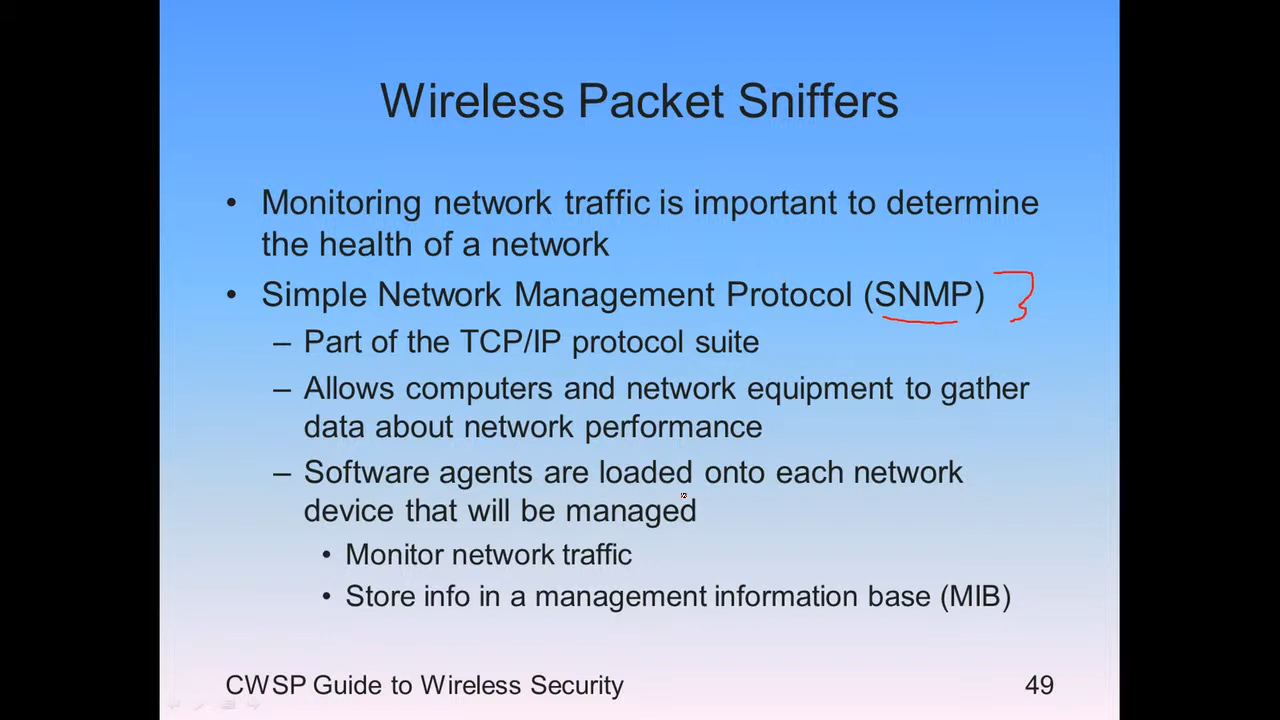 Wireless Packet Sniffers
• Monitoring network traffic is important to determine
the health of a network
• Simple Network Management Protocol (SNMP)
– Part of the TCP/IP protocol suite
– Allows computers and network equipment to gather
data about network performance
– Software agents are loaded onto each network
device that will be managed
• Monitor network traffic
• Store info in a management information base (MIB)
CWSP Guide to Wireless Security
49